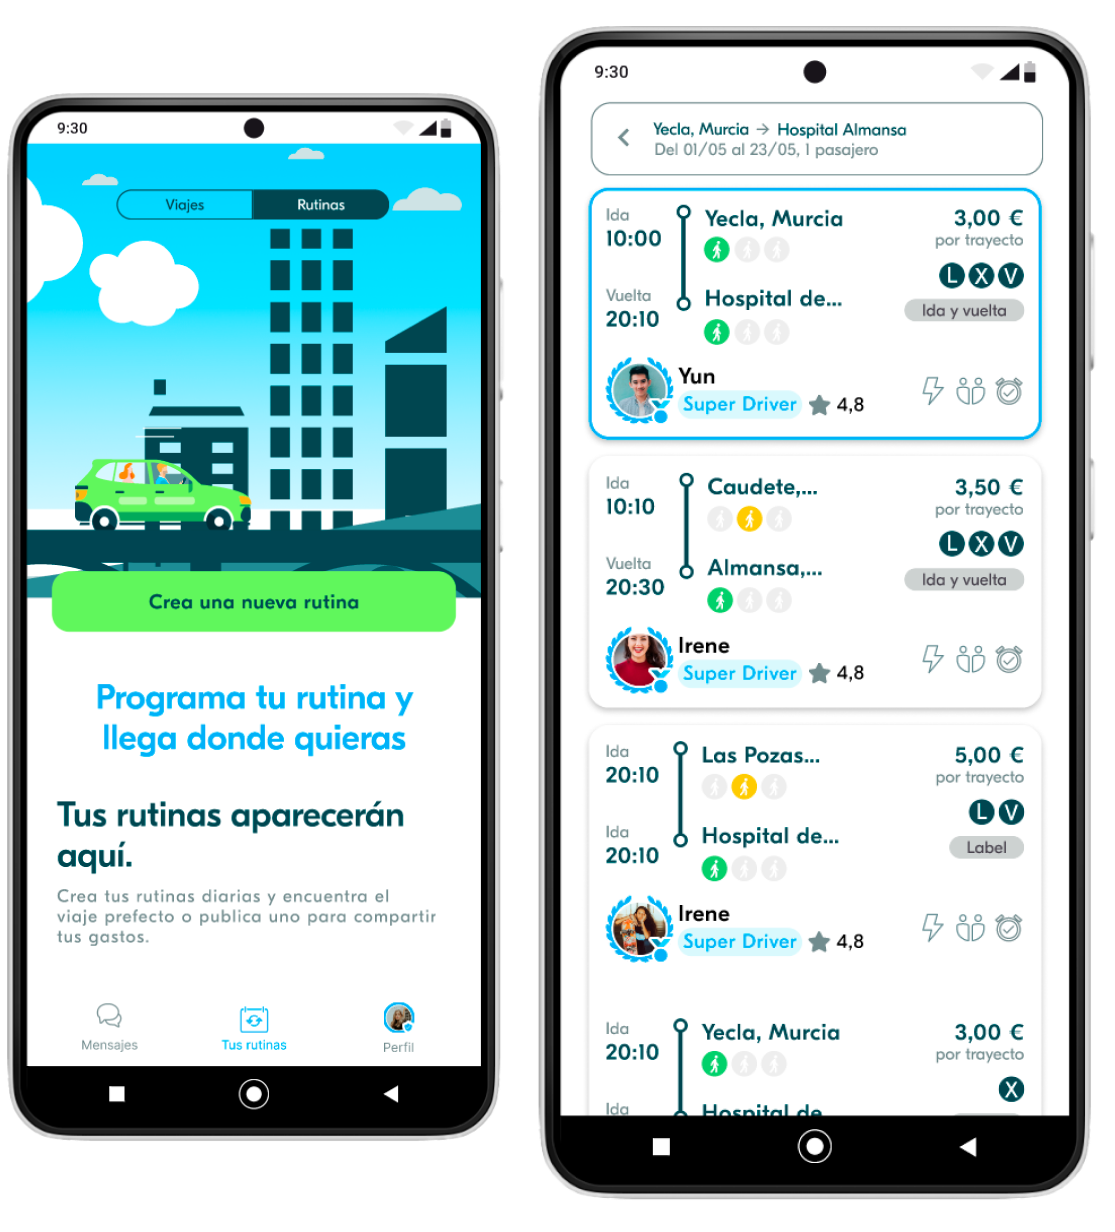 9:30
Viajes
Rutinas
Crea una nueva rutina
Programa tu rutina y
llega donde quieras
Tus rutinas aparecerán
aquí.
Crea tus rutinas diarias y encuentra el
viaje prefecto o publica uno para compartir
tus gastos.
Mensajes
Tus rutinas
Perfil
9:30
Yecla, Murcia → Hospital Almansa
Del 01/05 al 23/05, 1 pasajero
Ida
10:00
Yecla, Murcia
3,00 €
por trayecto
L X V
Vuelta
20:10
Hospital de...
Ida y vuelta
Yun
Super Driver 4,8
Ida
10:10
Caudete,...
3,50 €
por trayecto
L X V
Vuelta
20:30
Almansa,...
Ida y vuelta
Irene
Super Driver 4,8
Ida
20:10
Las Pozas...
5,00 €
por trayecto
L V
Ida
20:10
Hospital de...
Label
Irene
Super Driver 4,8
Ida
20:10
Yecla, Murcia
3,00 €
por trayecto
X
Ida
Hospital de